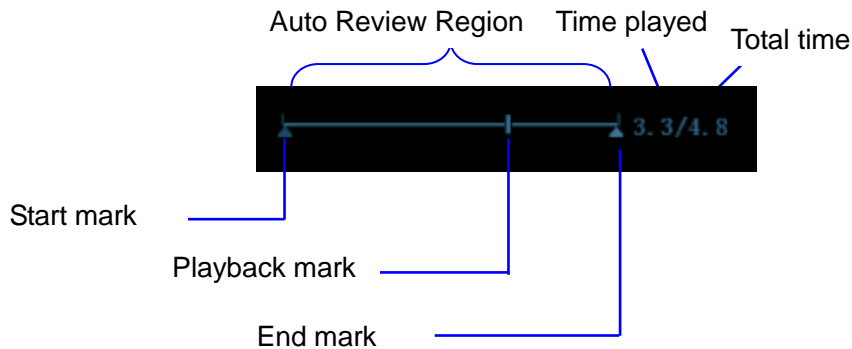 Auto Review Region
Time played
Total time
3.3/4.8
Start mark
Playback mark
End mark